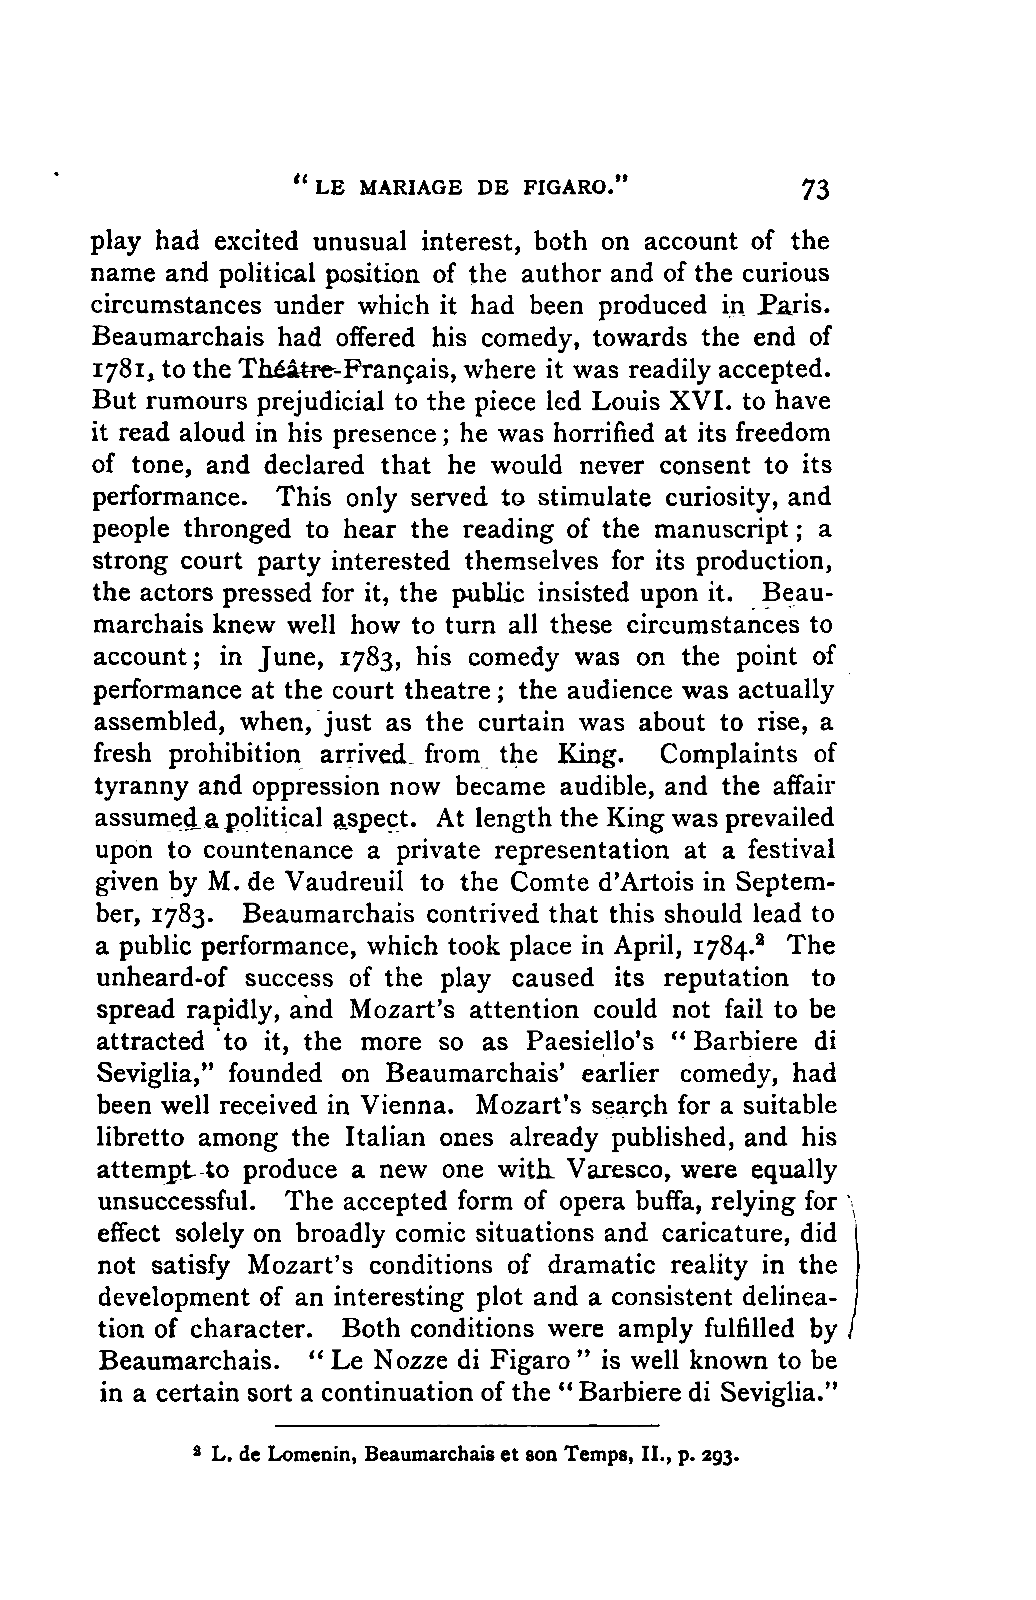 “ LE MARIAGE DE FIGARO.” 73
play had excited unusual interest, both on account of the
name and political position of the author and of the curious
circumstances under which it had been produced in Paris.
Beaumarchais had offered his comedy, towards the end of
1781, to the Théâtre-Français, where it was readily accepted.
But rumours prejudicial to the piece led Louis XVI. to have
it read aloud in his presence ; he was horrified at its freedom
of tone, and declared that he would never consent to its
performance. This only served to stimulate curiosity, and
people thronged to hear the reading of the manuscript ; a
strong court party interested themselves for its production,
the actors pressed for it, the public insisted upon it. Beau-
marchais knew well how to turn all these circumstances to
account ; in June, 1783, his comedy was on the point of
performance at the court theatre ; the audience was actually
assembled, when, just as the curtain was about to rise, a
fresh prohibition arrived from the King. Complaints of
tyranny and oppression now became audible, and the affair
assumed a political aspect. At length the King was prevailed
upon to countenance a private representation at a festival
given by M. de Vaudreuil to the Comte d'Artois in Septem-
ber, 1783. Beaumarchais contrived that this should lead to
a public performance, which took place in April, 1784.² The
unheard-of success of the play caused its reputation to
spread rapidly, and Mozart's attention could not fail to be
attracted to it, the more so as Paesiello's “ Barbiere di
Seviglia,” founded on Beaumarchais' earlier comedy, had
been well received in Vienna. Mozart's search for a suitable
libretto among the Italian ones already published, and his
attempt to produce a new one with Varesco, were equally
unsuccessful. The accepted form of opera buffa, relying for
effect solely on broadly comic situations and caricature, did
not satisfy Mozart's conditions of dramatic reality in the
development of an interesting plot and a consistent delinea-
tion of character. Both conditions were amply fulfilled by
Beaumarchais. “ Le Nozze di Figaro ” is well known to be
in a certain sort a continuation of the “ Barbiere di Seviglia.”
² L. de Lomenin, Beaumarchais et son Temps, II., p. 293.